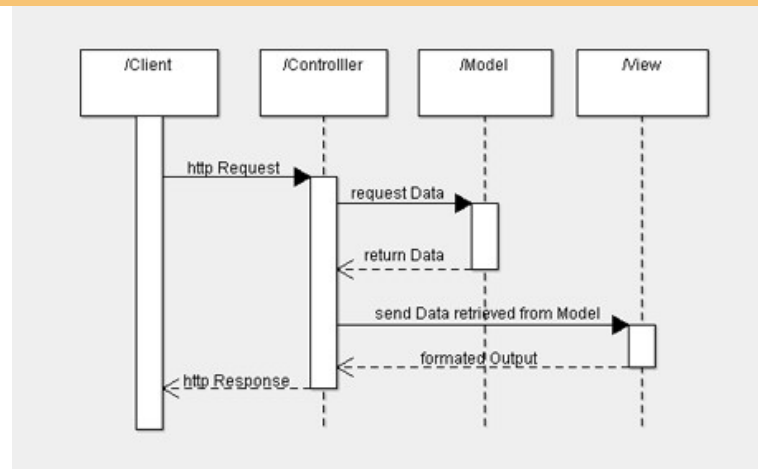 /Client
/Controlller
/Model
/View
http Request
request Data
return Data
send Data retrieved from Model
formated Output
http Response